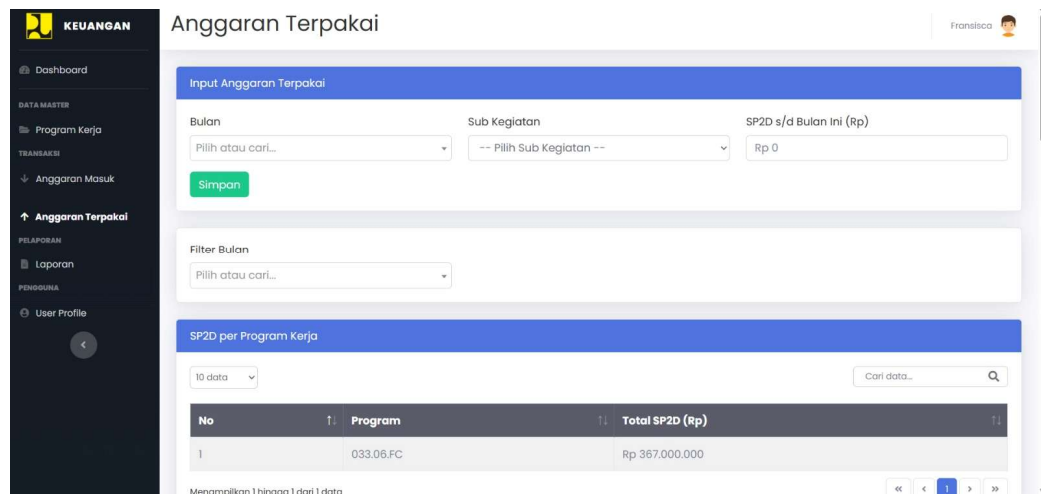 KEUANGAN
Anggaran Terpakai
Fransisca
Dashboard
DATA MASTER
Program Kerja
TRANSAKSI
Anggaran Masuk
Anggaran Terpakai
PELAPORAN
Laporan
PENGGUNA
User Profile
Input Anggaran Terpakai
Bulan
Sub Kegiatan
SP2D s/d Bulan Ini (Rp)
Pilih atau cari...
-- Pilih Sub Kegiatan --
Rp 0
Simpan
Filter Bulan
Pilih atau cari...
SP2D per Program Kerja
10 data
Cari data...
No Program Total SP2D (Rp)
1 033.06.FC Rp 367.000.000
Menampilkan 1 hingga 1 dari 1 data
« < 1 > »